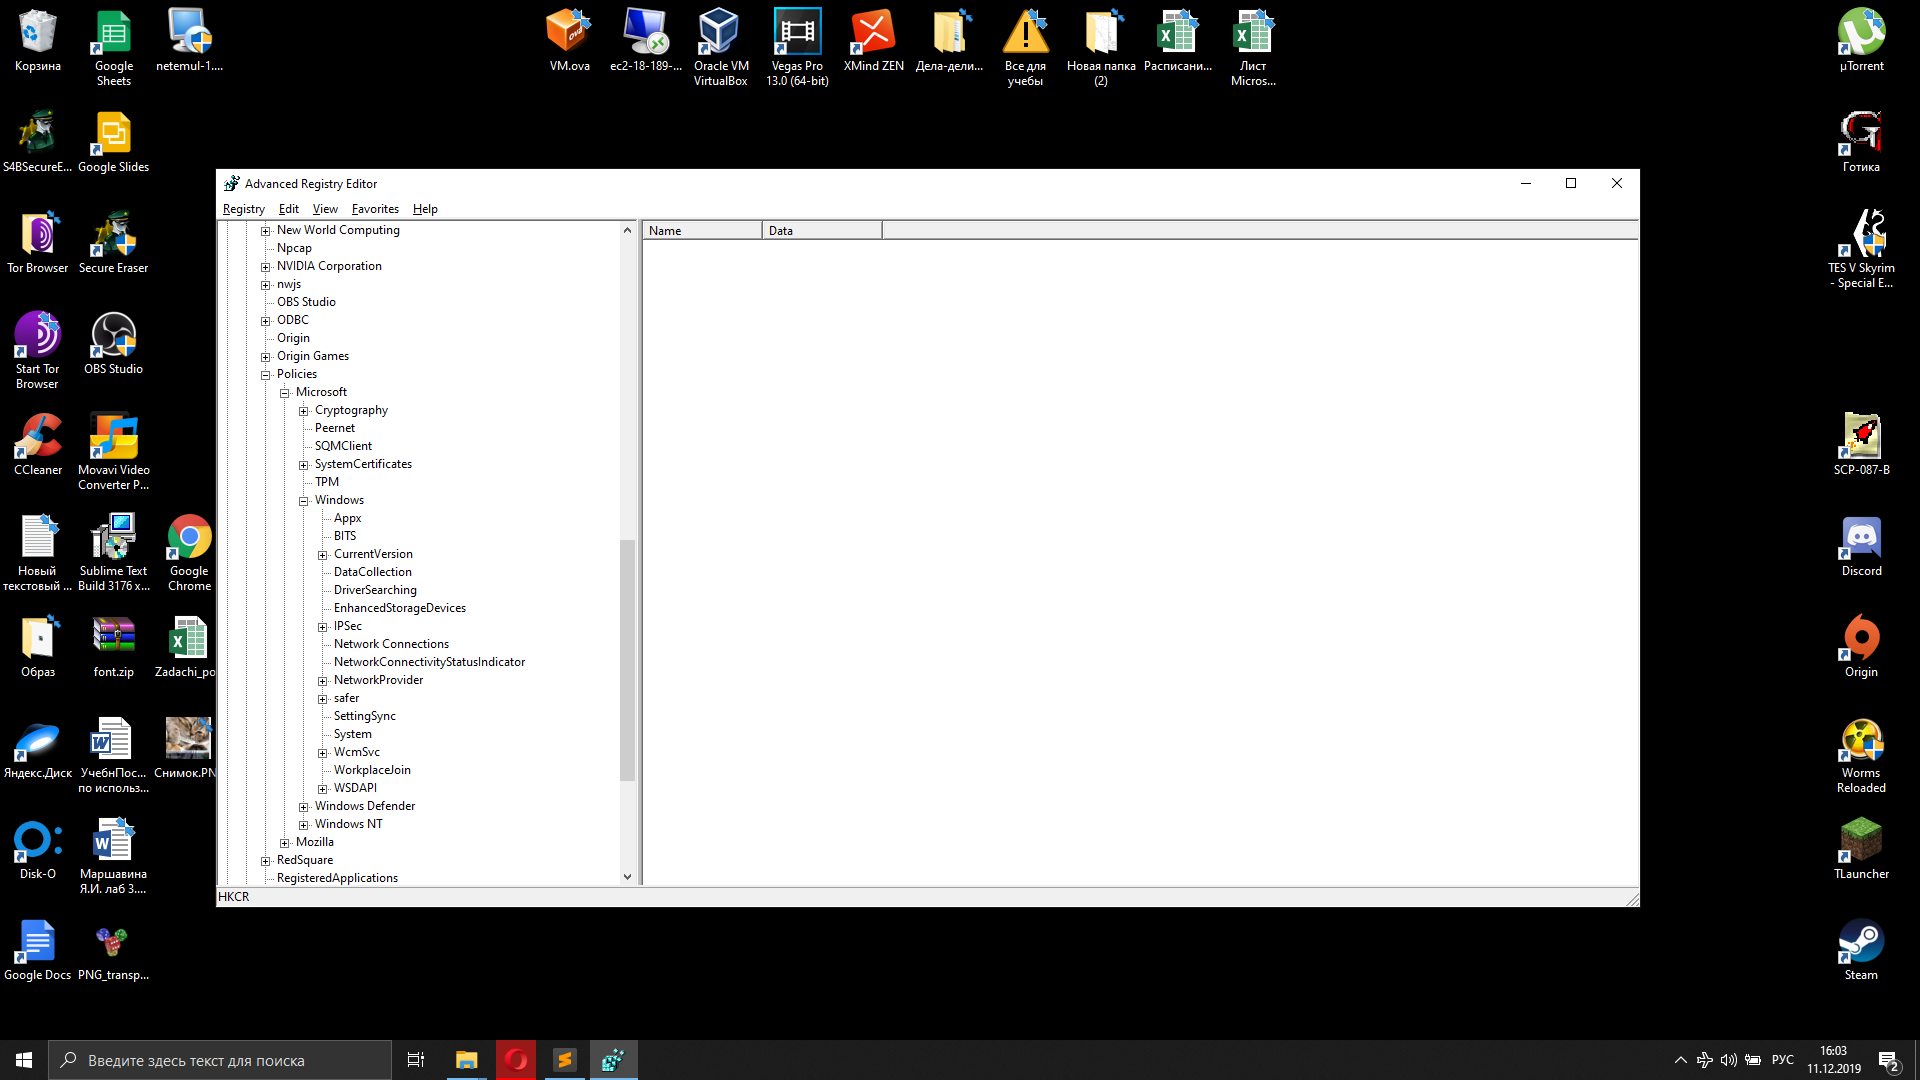 Корзина
Google
Sheets
netemul-1....
VM.ova
ec2-18-189-...
Oracle VM
VirtualBox
Vegas Pro
13.0 (64-bit)
XMind ZEN
Дела-дели...
Все для
учебы
Новая папка
(2)
Расписани...
Лист
Micros...
µTorrent
S4BSecureE...
Google Slides
Готика
Tor Browser
Secure Eraser
TES V Skyrim
- Special E...
Start Tor
Browser
OBS Studio
CCleaner
Movavi Video
Converter P...
SCP-087-B
Новый
текстовый ...
Sublime Text
Build 3176 x...
Google
Chrome
Discord
Образ
font.zip
Zadachi_po
Origin
Яндекс.Диск
УчебнПос...
по использ...
Снимок.PN
Worms
Reloaded
Disk-O
Маршавина
Я.И. лаб 3....
TLauncher
Google Docs
PNG_transp...
Steam
Advanced Registry Editor
Registry Edit View Favorites Help
Name Data
New World Computing
Npcap
NVIDIA Corporation
nwjs
OBS Studio
ODBC
Origin
Origin Games
Policies
Microsoft
Cryptography
Peernet
SQMClient
SystemCertificates
TPM
Windows
Appx
BITS
CurrentVersion
DataCollection
DriverSearching
EnhancedStorageDevices
IPSec
Network Connections
NetworkConnectivityStatusIndicator
NetworkProvider
safer
SettingSync
System
WcmSvc
WorkplaceJoin
WSDAPI
Windows Defender
Windows NT
Mozilla
RedSquare
RegisteredApplications
HKCR
Введите здесь текст для поиска
РУС
16:03
11.12.2019
2